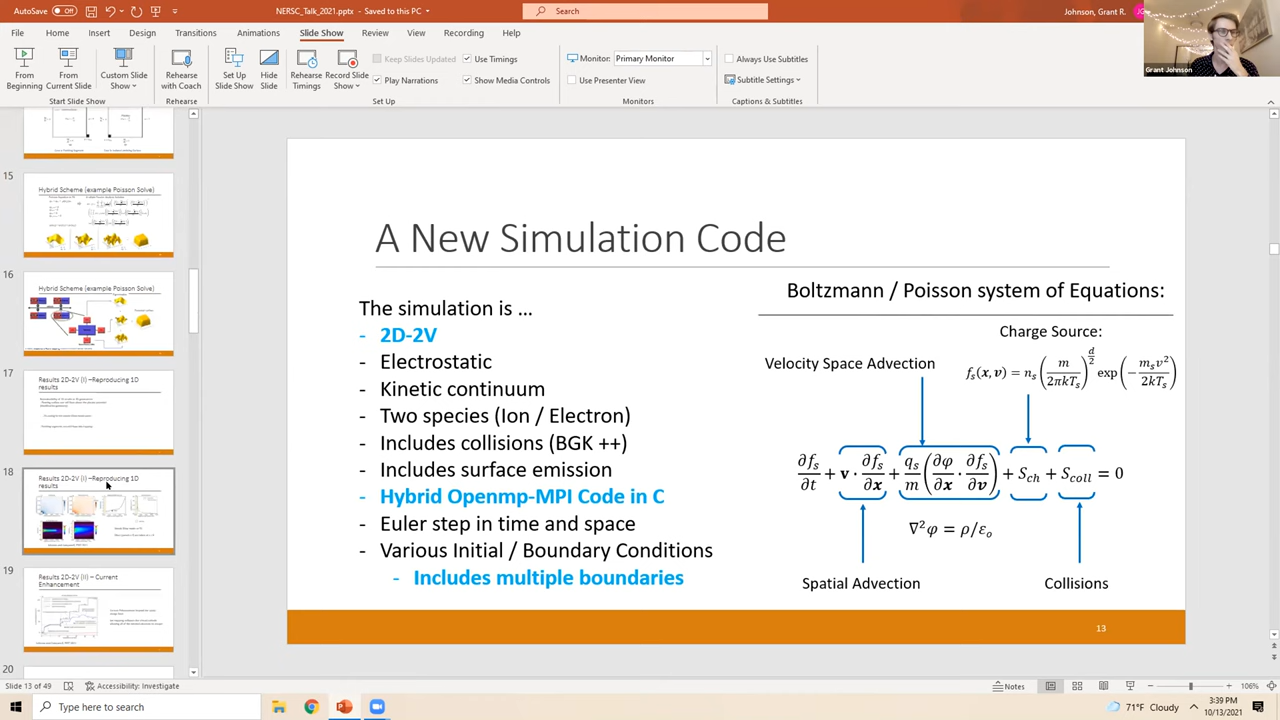 AutoSave Off NERSC_Talk_2021.pptx - Saved to this PC Search Johnson, Grant R.
File Home Insert Design Transitions Animations Slide Show Review View Recording Help
From Beginning
From Current Slide
Custom Slide Show
Rehearse with Coach
Set Up Slide Show
Hide Slide
Rehearse Timings
Record Slide Show
Keep Slides Updated
Play Narrations
Use Timings
Show Media Controls
Monitor: Primary Monitor
Use Presenter View
Always Use Subtitles
Subtitle Settings
Start Slide Show Rehearse Set Up Monitors Captions & Subtitles
Grant Johnson
15
Hybrid Scheme (example Poisson Solve)
16
Hybrid Scheme (example Poisson Solve)
17
Results 2D-2V (I) –Reproducing 1D
results
18
Results 2D-2V (I) –Reproducing 1D
results
19
Results 2D-2V (II) – Current
Enhancement
20
A New Simulation Code
The simulation is …
- 2D-2V
- Electrostatic
- Kinetic continuum
- Two species (Ion / Electron)
- Includes collisions (BGK ++)
- Includes surface emission
- Hybrid Openmp-MPI Code in C
- Euler step in time and space
- Various Initial / Boundary Conditions
- Includes multiple boundaries
Boltzmann / Poisson system of Equations:
Charge Source:
Velocity Space Advection
f_s(x, v) = n_s (m / 2πkT_s)^(d/2) exp(− m_s v² / 2kT_s)
∂f_s/∂t + v · ∂f_s/∂x + q_s/m (∂φ/∂x · ∂f_s/∂v) + S_ch + S_coll = 0
∇²φ = ρ/ε_o
Spatial Advection
Collisions
13
Slide 13 of 49 Accessibility: Investigate Notes 106%
Type here to search 71°F Cloudy 3:39 PM
10/13/2021